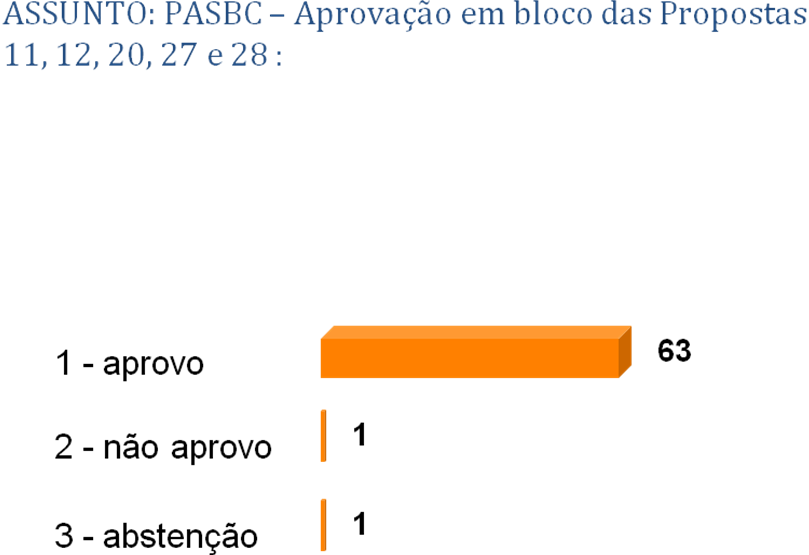 ASSUNTO: PASBC – Aprovação em bloco das Propostas
11, 12, 20, 27 e 28 :
1 - aprovo 63
2 - não aprovo 1
3 - abstenção 1